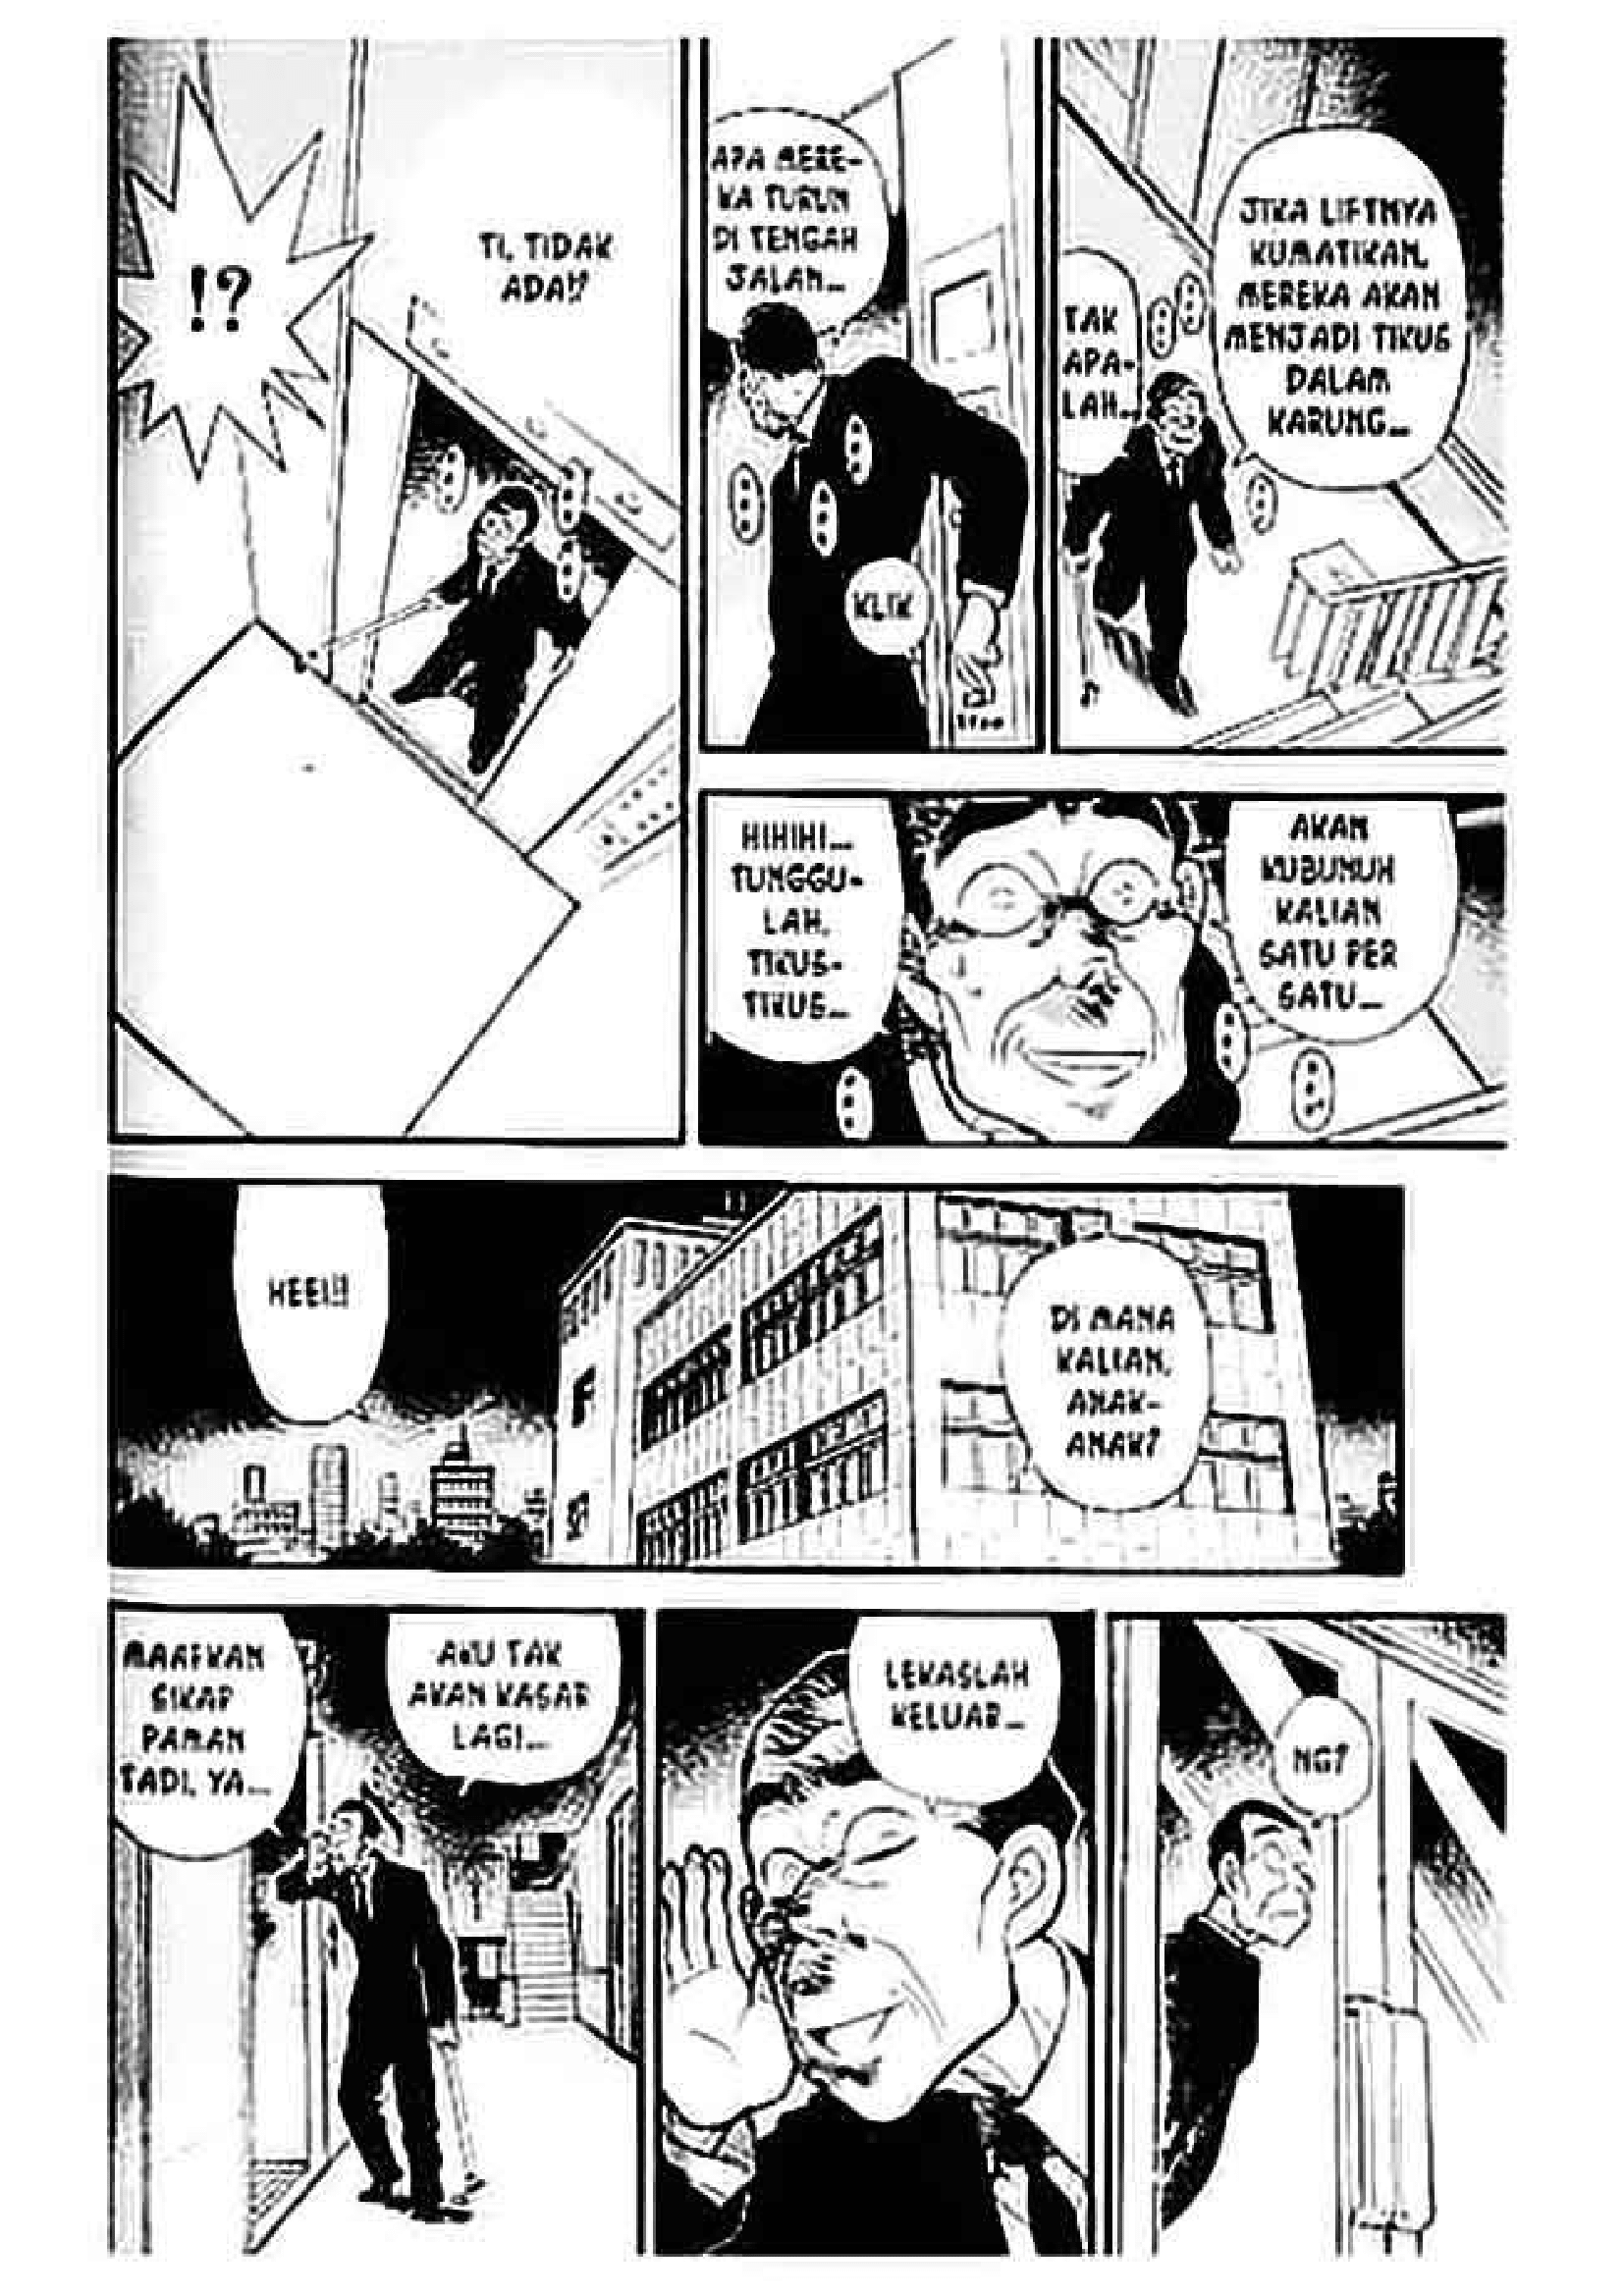 !?
TI, TIDAK
ADA!?
APA MERE-
KA TURUN
DI TENGAH
JALAN...
KLIK
STOP
JIKA LIFTNYA
KUMATIKAN,
MEREKA AKAN
MENJADI TIKUS
DALAM
KARUNG...
TAK
APA-
LAH...
HIHIHI...
TUNGGU-
LAH,
TIKUS-
TIKUS...
AKAN
KUBUNUH
KALIAN
SATU PER
SATU...
HEEI!!
DI MANA
KALIAN,
ANAK-
ANAK?
MAAFKAN
SIKAP
PAMAN
TADI, YA...
AKU TAK
AKAN KASAR
LAGI...
LEKASLAH
KELUAR...
NG?